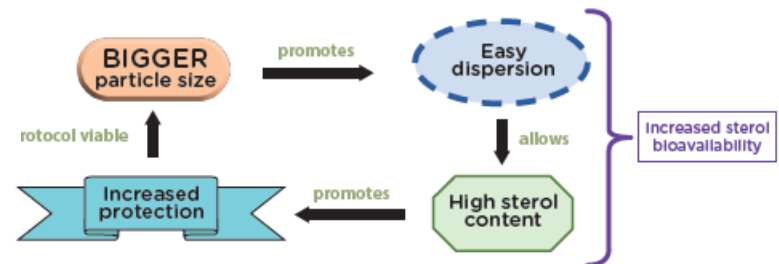 BIGGER
particle size
promotes
Easy
dispersion
allows
High sterol
content
promotes
Increased
protection
rotocol viable
Increased sterol
bioavailability